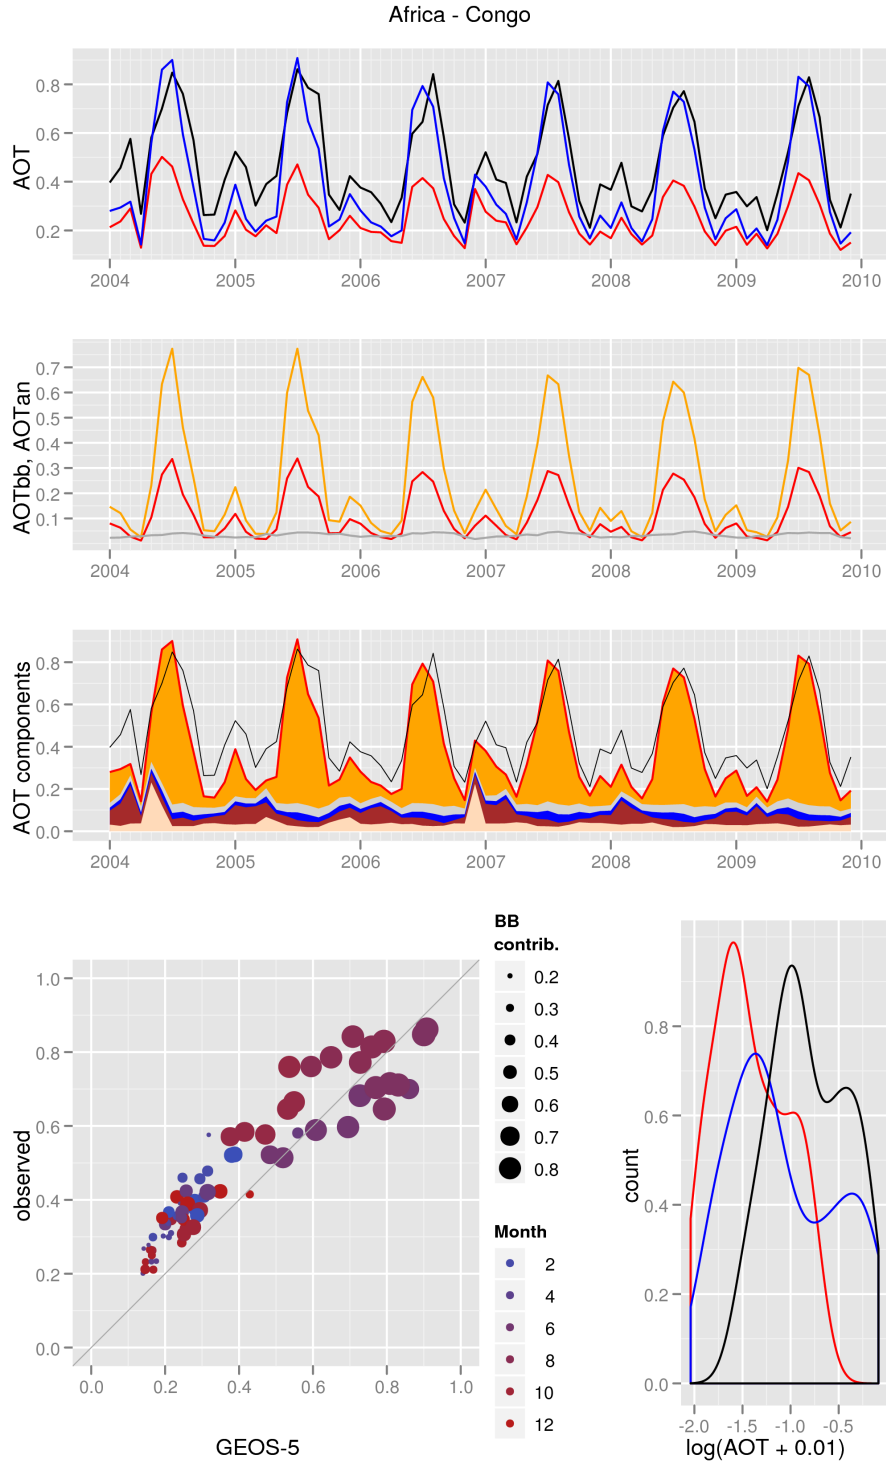 Africa - Congo
AOT
0.8
0.6
0.4
0.2
2004 2005 2006 2007 2008 2009 2010
AOTbb, AOTan
0.7
0.6
0.5
0.4
0.3
0.2
0.1
2004 2005 2006 2007 2008 2009 2010
AOT components
0.8
0.6
0.4
0.2
0.0
2004 2005 2006 2007 2008 2009 2010
observed
1.0
0.8
0.6
0.4
0.2
0.0
0.0 0.2 0.4 0.6 0.8 1.0
GEOS-5
BB
contrib.
0.2
0.3
0.4
0.5
0.6
0.7
0.8
Month
2
4
6
8
10
12
count
0.8
0.6
0.4
0.2
0.0
-2.0 -1.5 -1.0 -0.5
log(AOT + 0.01)